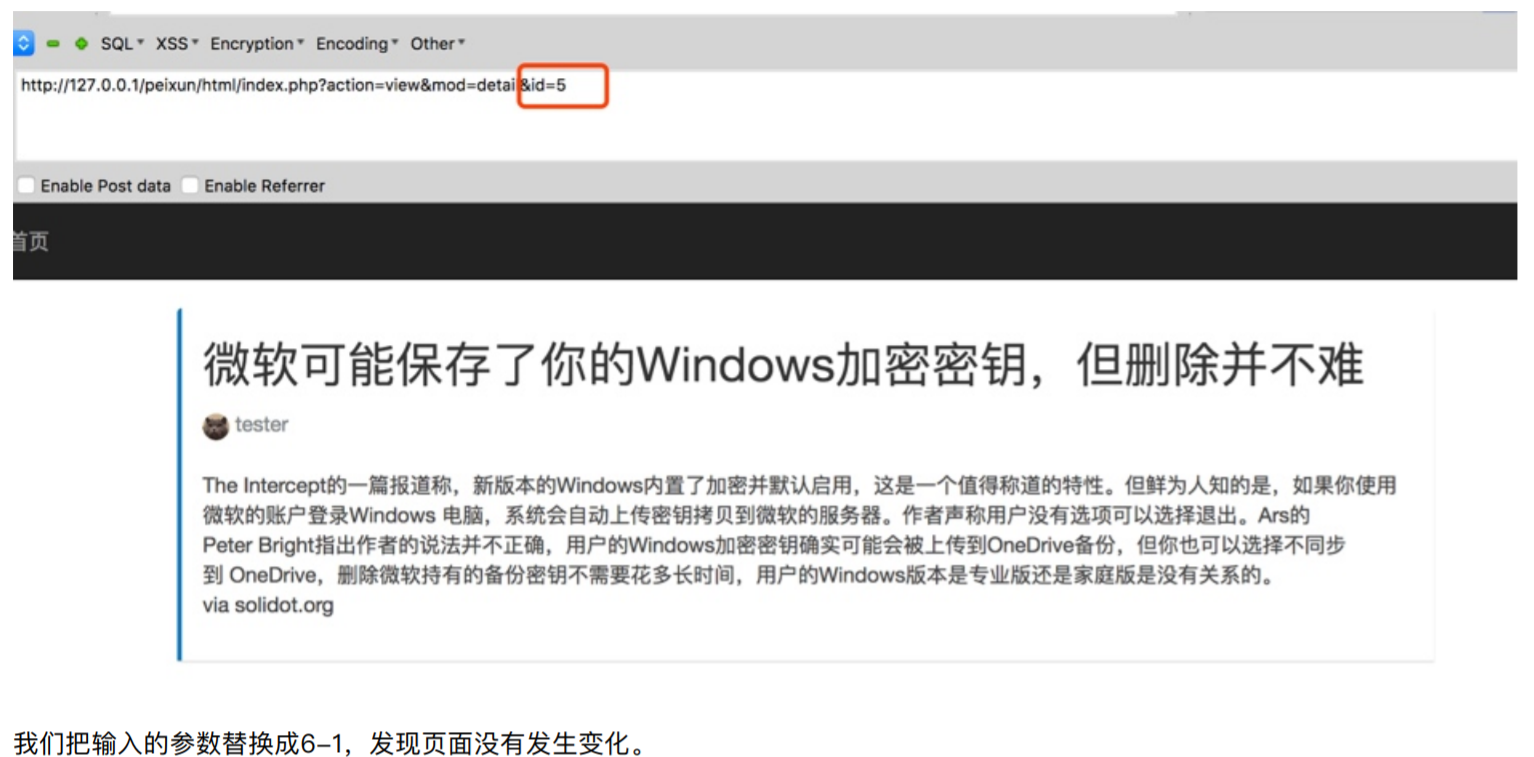 SQL XSS Encryption Encoding Other
http://127.0.0.1/peixun/html/index.php?action=view&mod=detail&id=5
Enable Post data Enable Referrer
首页
微软可能保存了你的Windows加密密钥，但删除并不难
tester
The Intercept的一篇报道称，新版本的Windows内置了加密并默认启用，这是一个值得称道的特性。但鲜为人知的是，如果你使用
微软的账户登录Windows 电脑，系统会自动上传密钥拷贝到微软的服务器。作者声称用户没有选项可以选择退出。Ars的
Peter Bright指出作者的说法并不正确，用户的Windows加密密钥确实可能会被上传到OneDrive备份，但你也可以选择不同步
到 OneDrive，删除微软持有的备份密钥不需要花多长时间，用户的Windows版本是专业版还是家庭版是没有关系的。
via solidot.org
我们把输入的参数替换成6-1，发现页面没有发生变化。